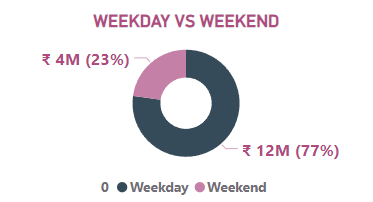 WEEKDAY VS WEEKEND
₹ 4M (23%)
₹ 12M (77%)
0 Weekday Weekend